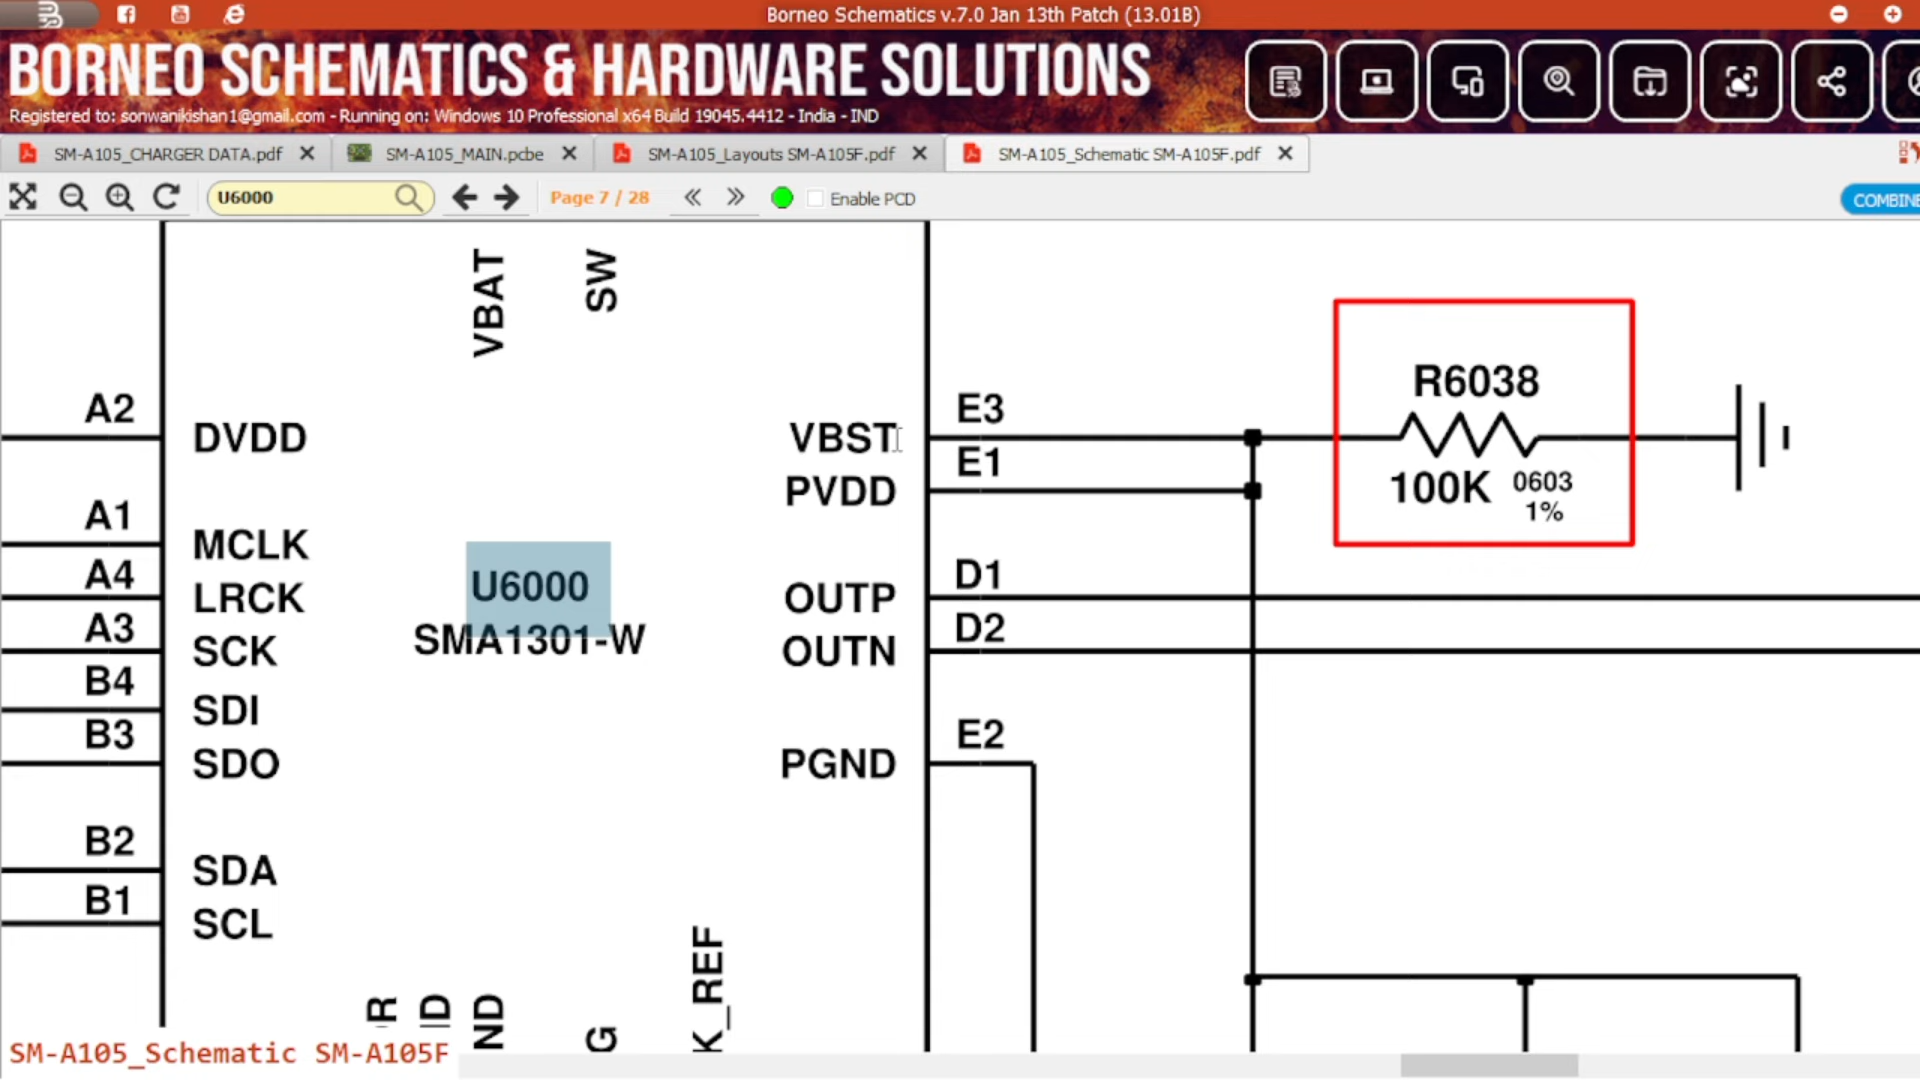 Borneo Schematics v.7.0 Jan 13th Patch (13.01B)
BORNEO SCHEMATICS & HARDWARE SOLUTIONS
Registered to: sonwanikishan1@gmail.com - Running on: Windows 10 Professional x64 Build 19045.4412 - India - IND
SM-A105_CHARGER DATA.pdf
SM-A105_MAIN.pcbe
SM-A105_Layouts SM-A105F.pdf
SM-A105_Schematic SM-A105F.pdf
U6000
Page 7 / 28
Enable PCD
COMBINE
VBAT
SW
A2
DVDD
A1
MCLK
A4
LRCK
A3
SCK
B4
SDI
B3
SDO
B2
SDA
B1
SCL
U6000
SMA1301-W
VBST
E3
PVDD
E1
OUTP
D1
OUTN
D2
PGND
E2
R6038
100K
0603
1%
R
ID
ND
G
K_REF
SM-A105_Schematic SM-A105F